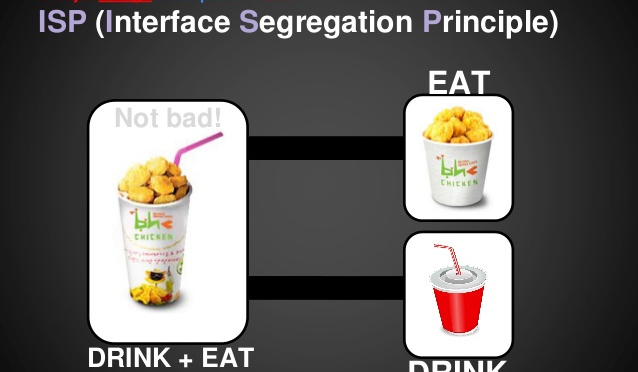 ISP (Interface Segregation Principle)
EAT
Not bad!
bhc
CHICKEN
bhc
CHICKEN
DRINK + EAT
DRINK